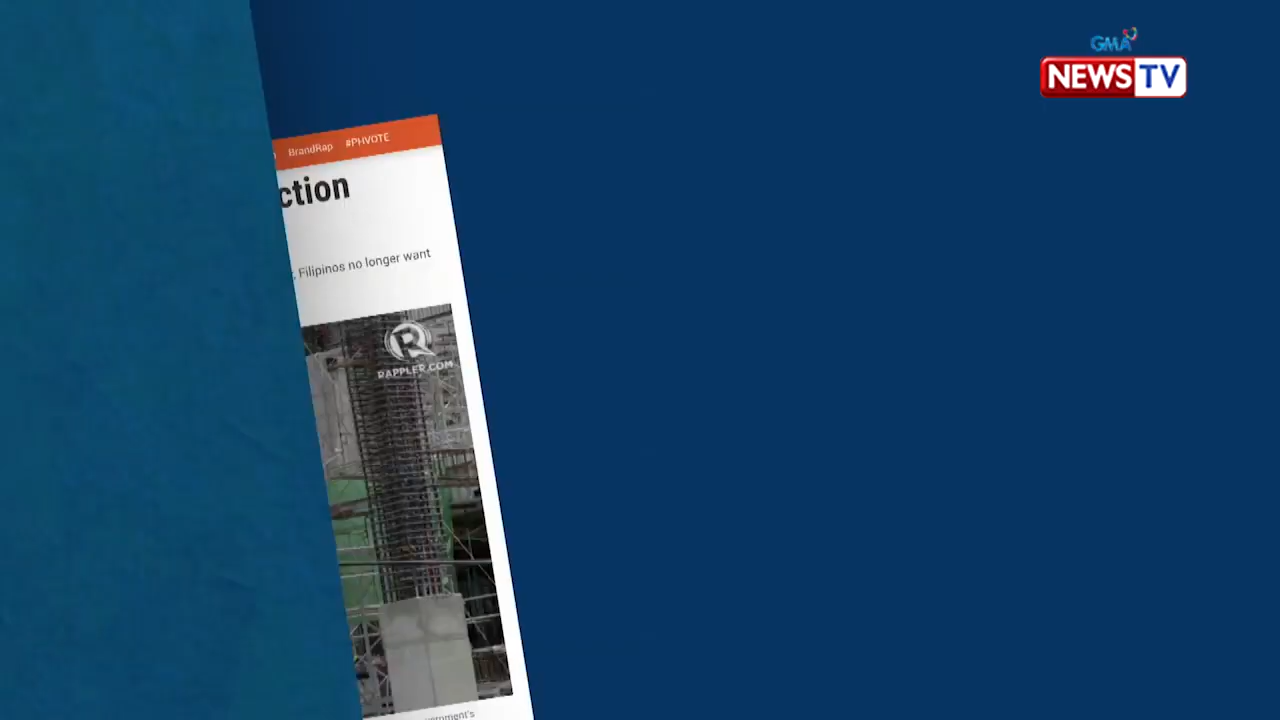 GMA
NEWS TV
BrandRap #PHVOTE
ction
Filipinos no longer want
RAPPLER.COM